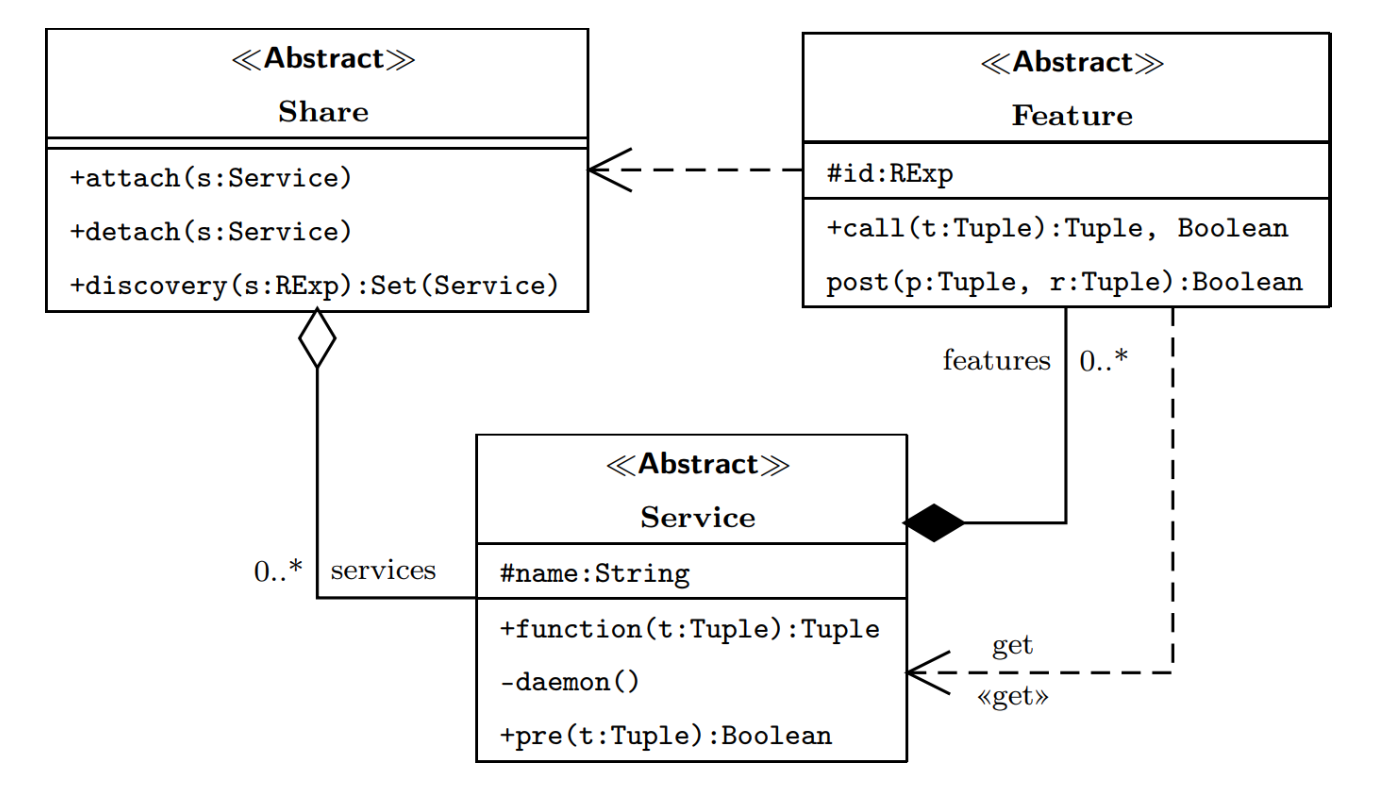 ≪Abstract≫
Share
+attach(s:Service)
+detach(s:Service)
+discovery(s:RExp):Set(Service)
≪Abstract≫
Feature
#id:RExp
+call(t:Tuple):Tuple, Boolean
post(p:Tuple, r:Tuple):Boolean
features 0..*
≪Abstract≫
Service
#name:String
+function(t:Tuple):Tuple
-daemon()
+pre(t:Tuple):Boolean
0..* services
get
«get»